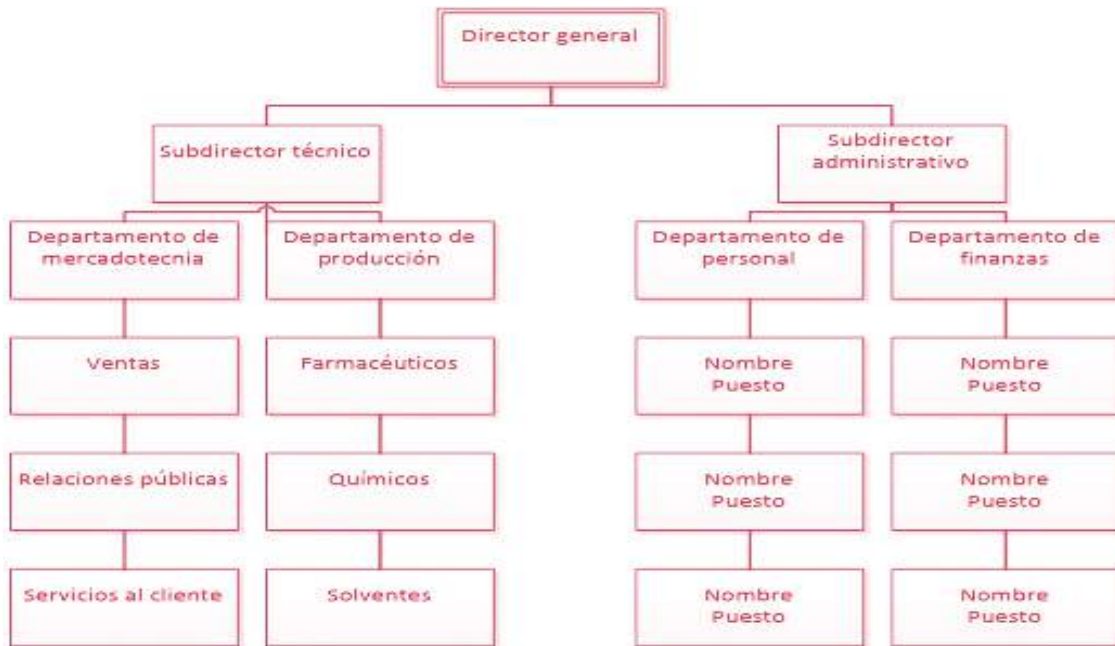 Director general
Subdirector técnico
Subdirector
administrativo
Departamento de
mercadotecnia
Departamento de
producción
Departamento de
personal
Departamento de
finanzas
Ventas
Farmacéuticos
Nombre
Puesto
Nombre
Puesto
Relaciones públicas
Químicos
Nombre
Puesto
Nombre
Puesto
Servicios al cliente
Solventes
Nombre
Puesto
Nombre
Puesto